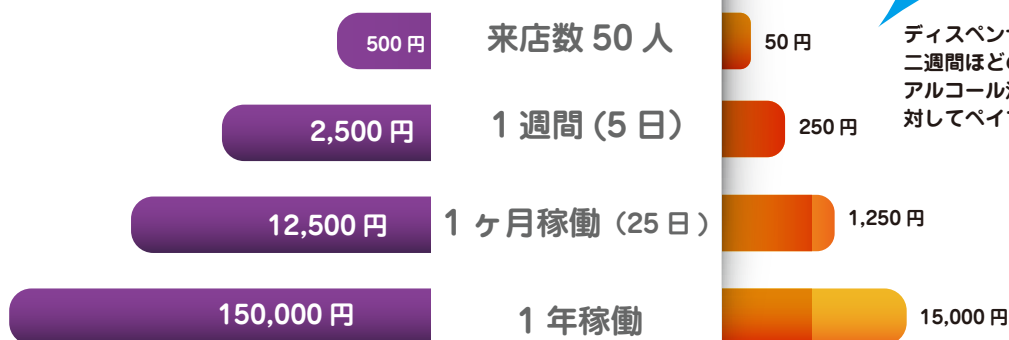 500 円 来店数 50 人 50 円
2,500 円 1 週間 (5 日) 250 円
12,500 円 1 ヶ月稼働（25 日） 1,250 円
150,000 円 1 年稼働 15,000 円
ディスペン
二週間ほど
アルコール
対してペイ